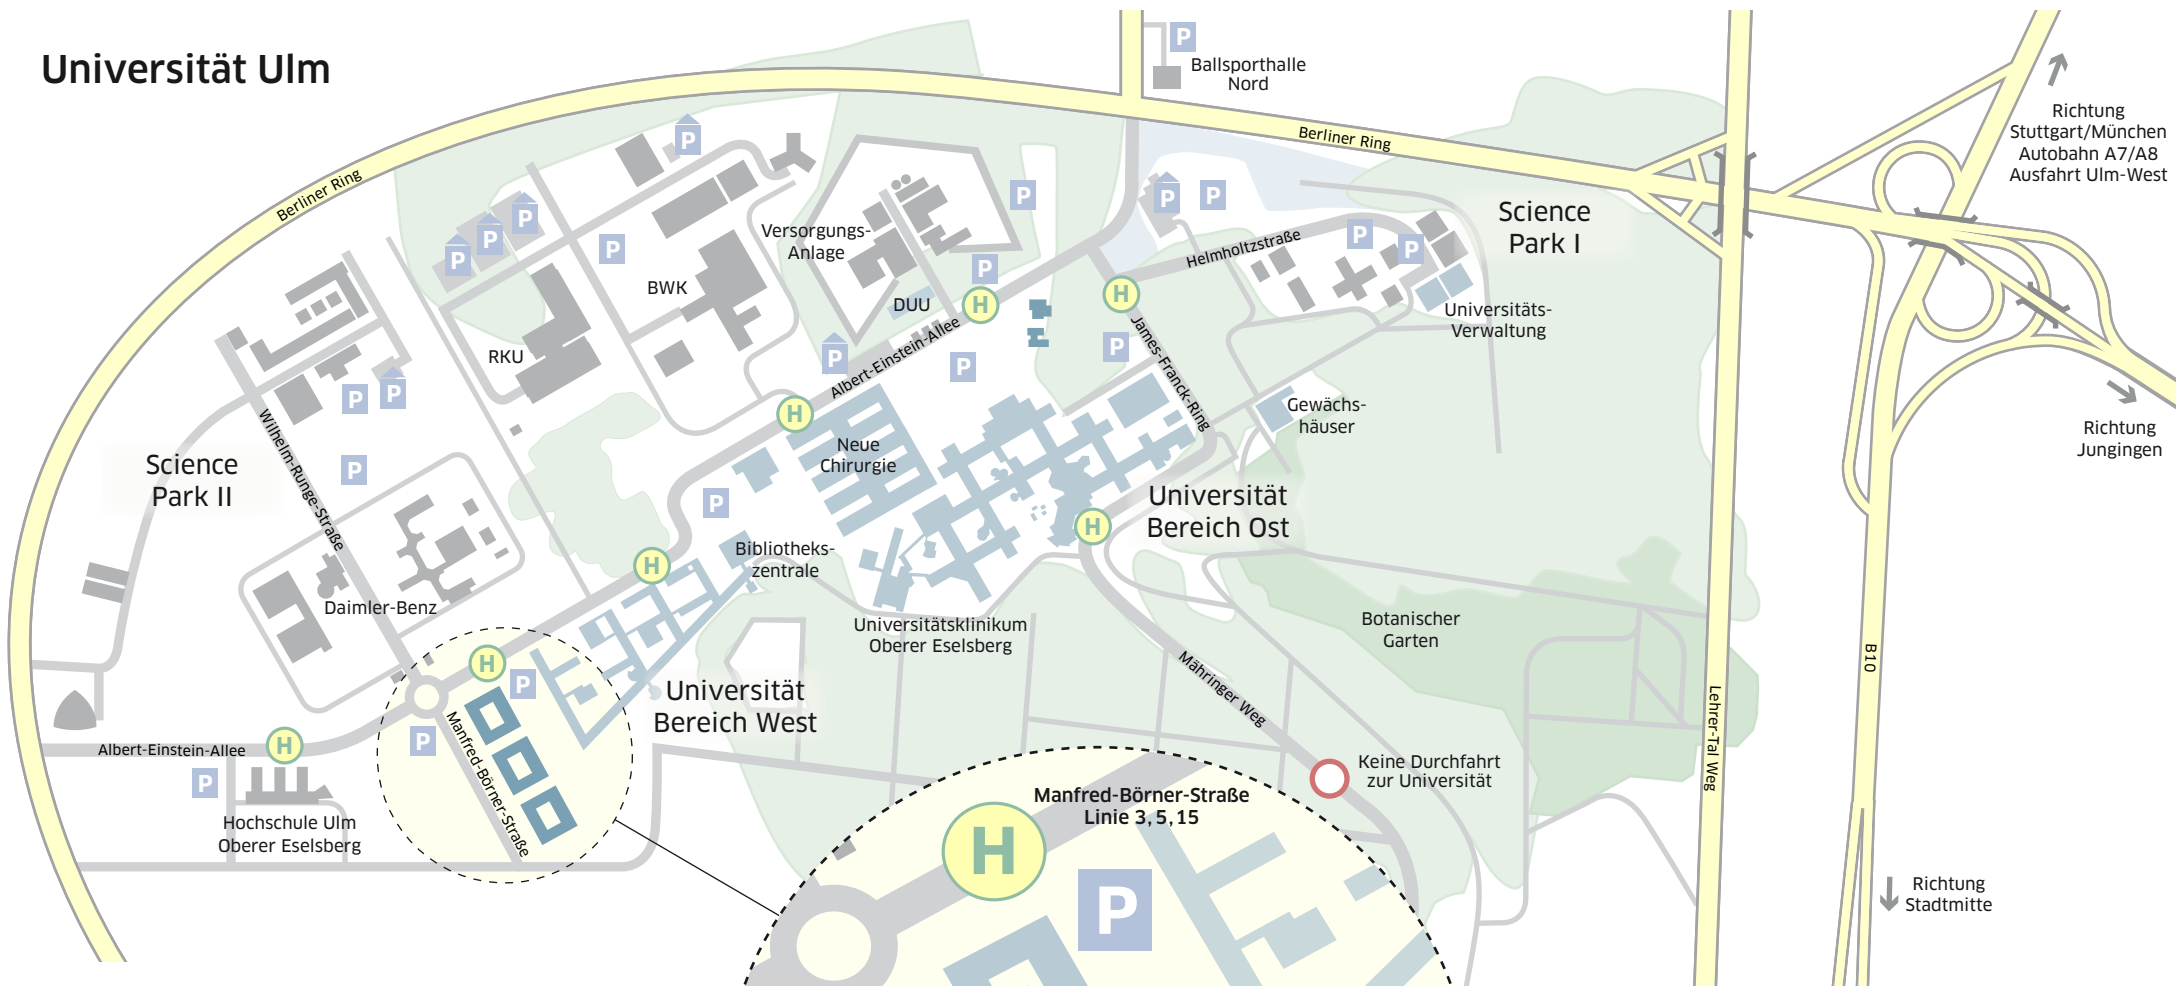 Universität Ulm
P
Ballsporthalle
Nord
Richtung
Stuttgart/München
Autobahn A7/A8
Ausfahrt Ulm-West
Berliner Ring
Berliner Ring
P
P
P
P
P
P
P
P
P
Science
Park I
Versorgungs-
Anlage
Helmholtzstraße
P
P
BWK
P
H
DUU
H
Universitäts-
Verwaltung
RKU
P
Albert-Einstein-Allee
P
P
James-Franck-Ring
P
P
H
Gewächs-
häuser
Richtung
Jungingen
Wilhelm-Runge-Straße
Neue
Chirurgie
Science
Park II
P
P
Universität
Bereich Ost
H
Bibliotheks-
zentrale
H
Daimler-Benz
Universitätsklinikum
Oberer Eselsberg
Botanischer
Garten
B10
H
P
Universität
Bereich West
Mähringer Weg
Lehrer-Tal Weg
Albert-Einstein-Allee
H
P
P
Manfred-Börner-Straße
Keine Durchfahrt
zur Universität
Hochschule Ulm
Oberer Eselsberg
Manfred-Börner-Straße
Linie 3, 5, 15
H
P
Richtung
Stadtmitte